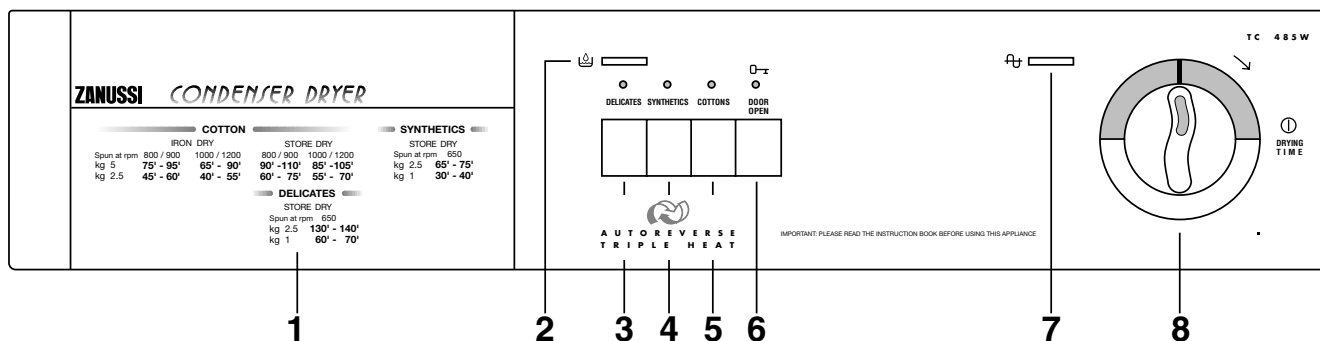 TC 485W
ZANUSSI CONDENSER DRYER
DELICATES SYNTHETICS COTTONS DOOR OPEN
COTTON SYNTHETICS
IRON DRY STORE DRY STORE DRY
Spun at rpm 800 / 900 1000 / 1200 800 / 900 1000 / 1200 Spun at rpm 650
kg 5 75' - 95' 65' - 90' 90' -110' 85' -105' kg 2.5 65' - 75'
kg 2.5 45' - 60' 40' - 55' 60' - 75' 55' - 70' kg 1 30' - 40'
DELICATES
STORE DRY
Spun at rpm 650
kg 2.5 130' - 140'
kg 1 60' - 70'
DRYING
TIME
AUTOREVERSE
TRIPLE HEAT
IMPORTANT: PLEASE READ THE INSTRUCTION BOOK BEFORE USING THIS APPLIANCE
1 2 3 4 5 6 7 8